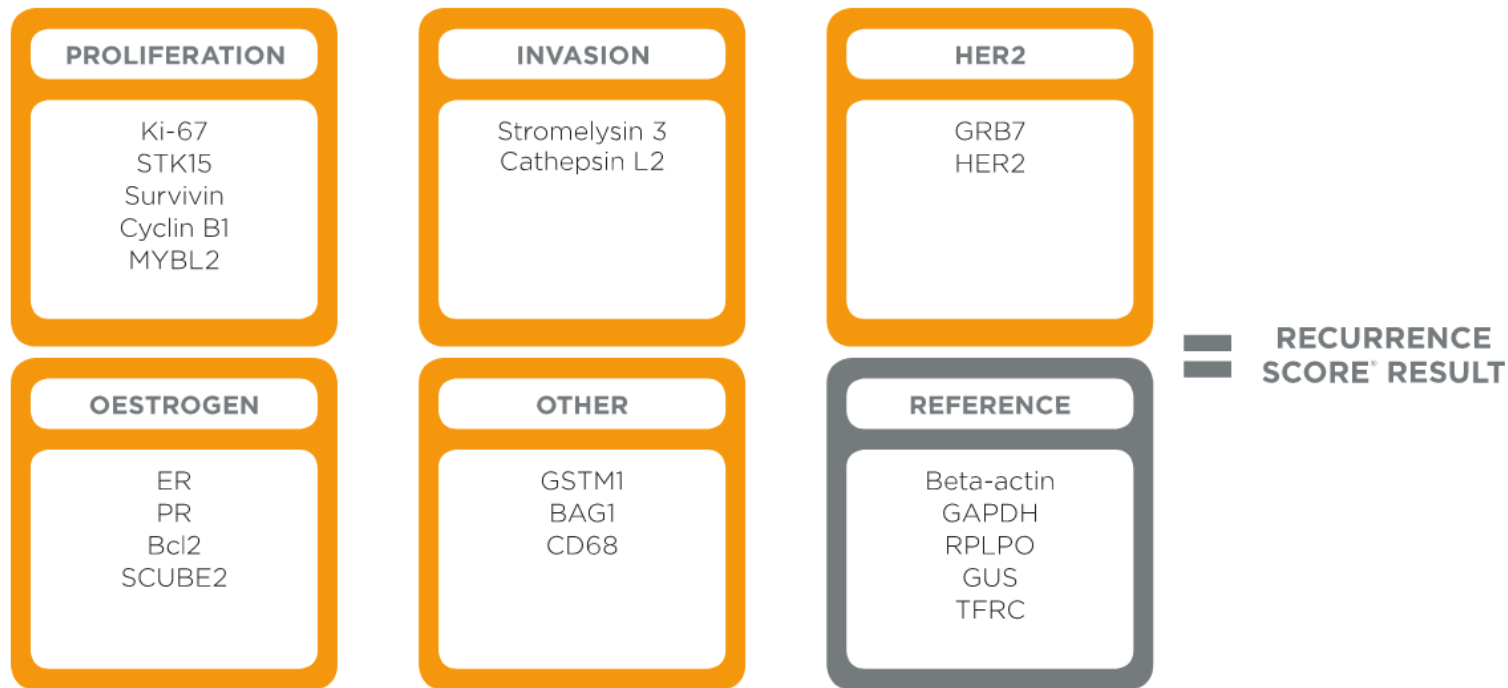 PROLIFERATION
Ki-67
STK15
Survivin
Cyclin B1
MYBL2
INVASION
Stromelysin 3
Cathepsin L2
HER2
GRB7
HER2
OESTROGEN
ER
PR
Bcl2
SCUBE2
OTHER
GSTM1
BAG1
CD68
REFERENCE
Beta-actin
GAPDH
RPLPO
GUS
TFRC
= RECURRENCE
SCORE® RESULT